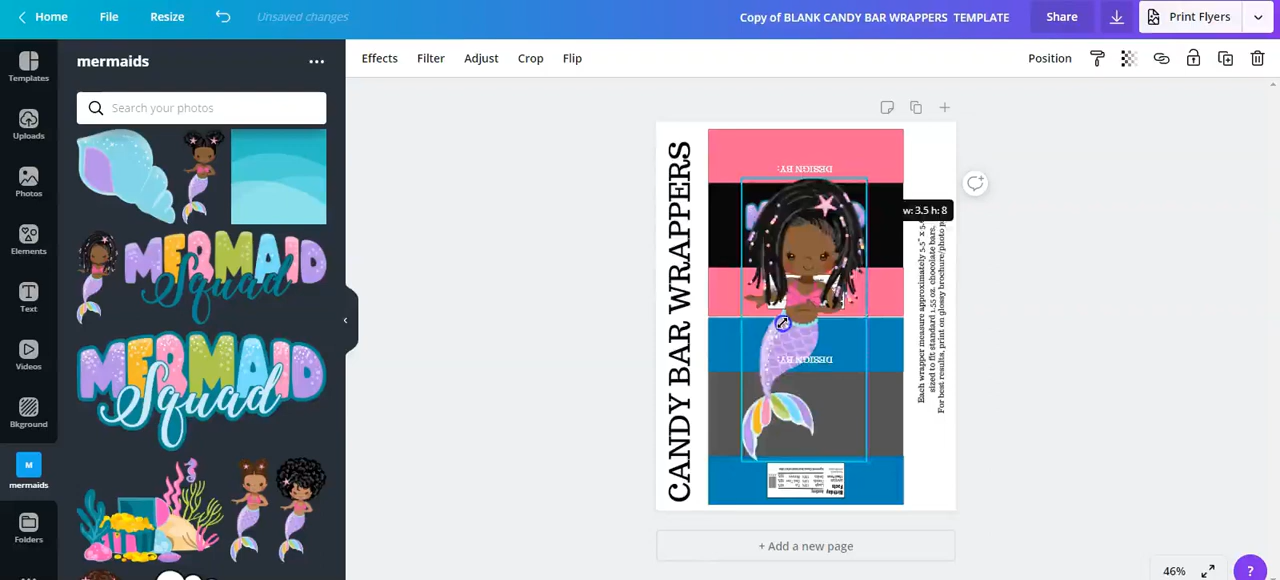 Home
File
Resize
Unsaved changes
Copy of BLANK CANDY BAR WRAPPERS TEMPLATE
Share
Print Flyers
Templates
Uploads
Photos
Elements
Text
Videos
Bkground
M
mermaids
Folders
mermaids
Search your photos
MERMAID
Squad
MERMAID
Squad
Effects
Filter
Adjust
Crop
Flip
Position
CANDY BAR WRAPPERS
DESIGN BY:
DESIGN BY:
w: 3.5 h: 8
Each wrapper measure approximately 5.5" x 5
sized to fit standard 1.55 oz. chocolate bars.
For best results, print on glossy brochure/photo p
+ Add a new page
46%
?